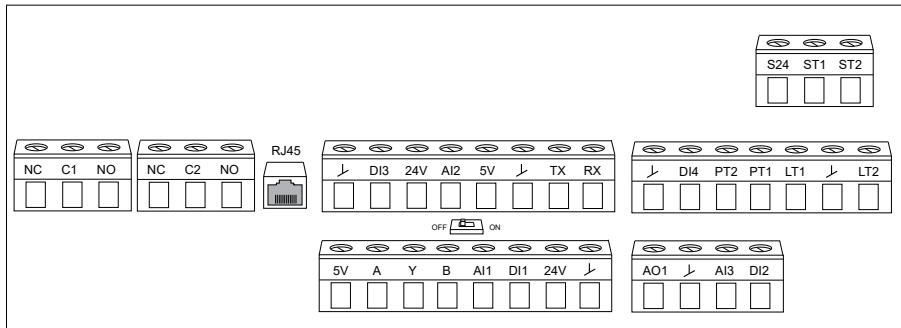 S24 ST1 ST2
RJ45
NC C1 NO
NC C2 NO
DI3 24V AI2 5V TX RX
DI4 PT2 PT1 LT1 LT2
OFF ON
5V A Y B AI1 DI1 24V
AO1 AI3 DI2